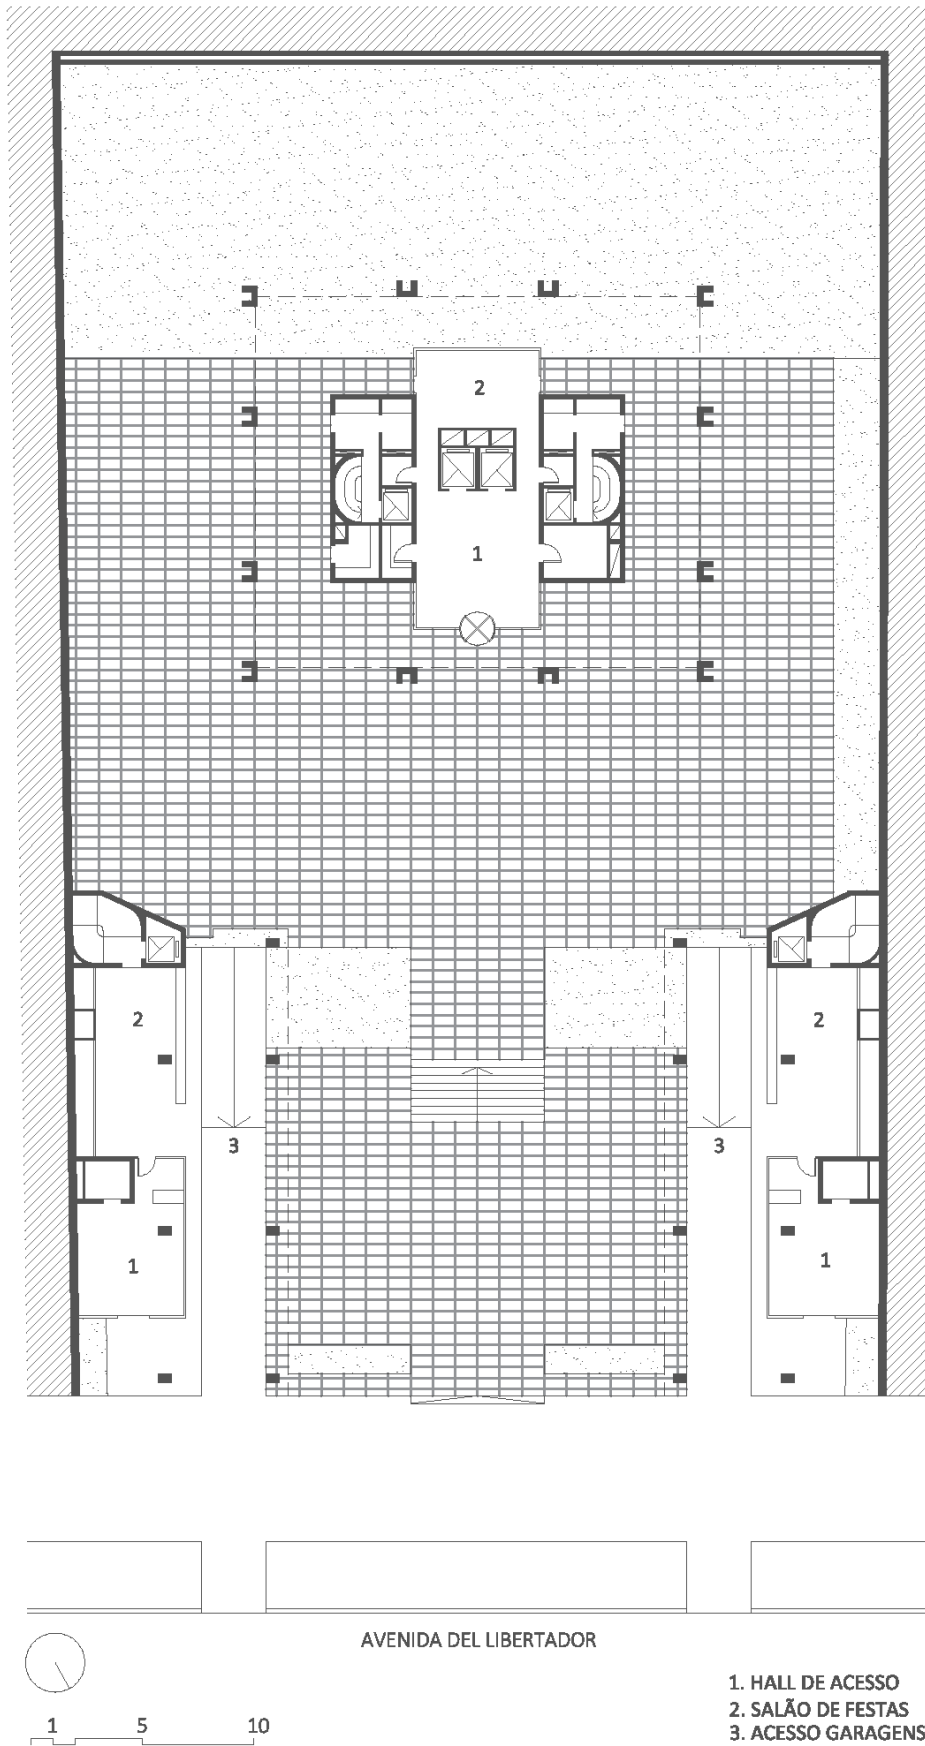 2
1
2
2
3
3
1
1
AVENIDA DEL LIBERTADOR
1. HALL DE ACESSO
2. SALÃO DE FESTAS
3. ACESSO GARAGENS
1 5 10